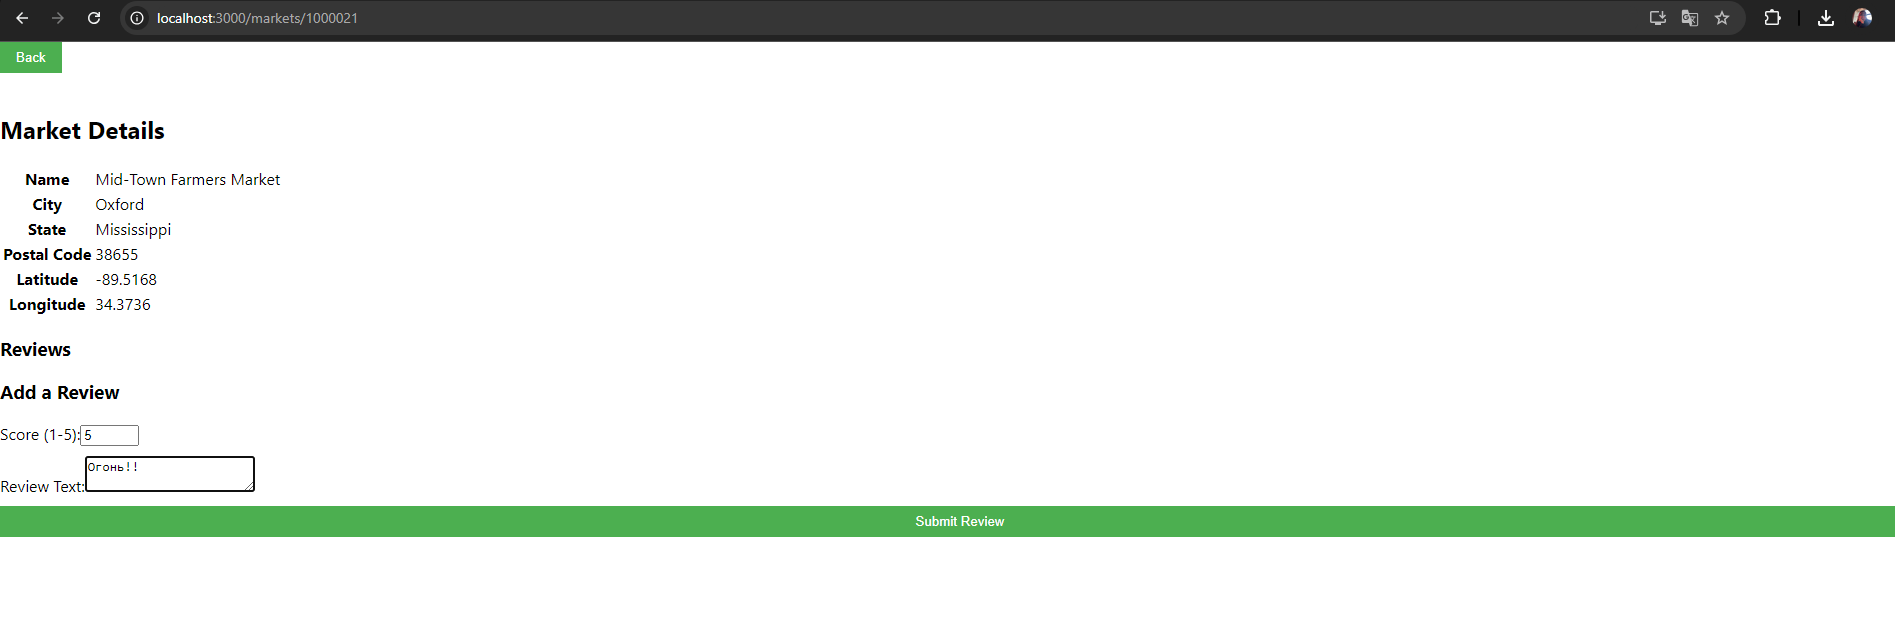 localhost:3000/markets/1000021
Back
Market Details
Name Mid-Town Farmers Market
City Oxford
State Mississippi
Postal Code 38655
Latitude -89.5168
Longitude 34.3736
Reviews
Add a Review
Score (1-5): 5
Review Text: Огонь!!
Submit Review